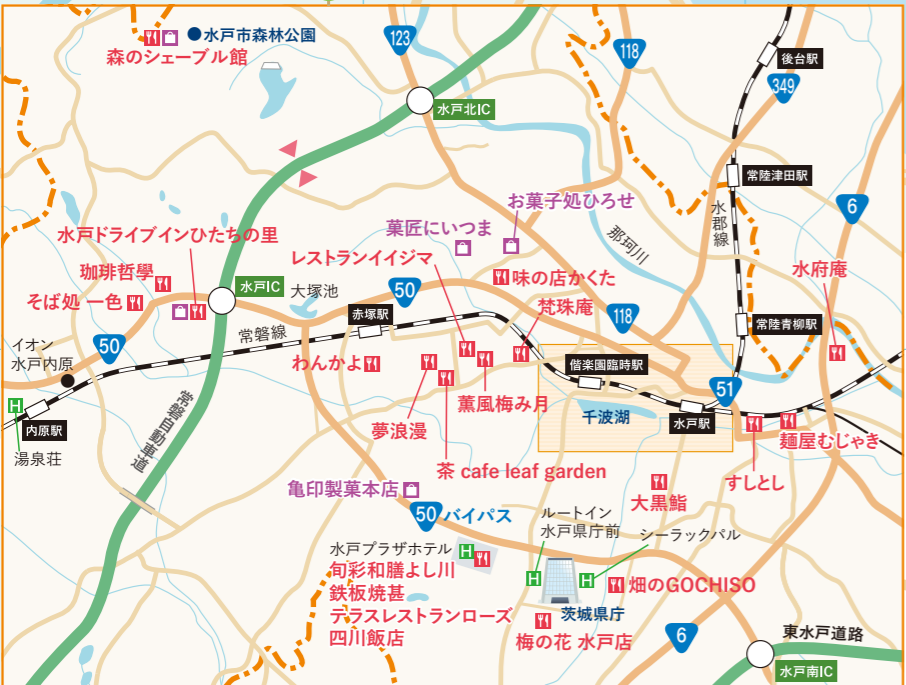 水戸市森林公園
森のシェーブル館
123
118
後台駅
349
水戸北IC
常陸津田駅
6
水郡線
お菓子処ひろせ
菓匠にいつま
那珂川
水戸ドライブインひたちの里
レストランイイジマ
珈琲哲學
味の店かくた
水府庵
そば処 一色
水戸IC
大塚池
50
梵珠庵
赤塚駅
118
常陸青柳駅
常磐線
50
イオン
水戸内原
わんかよ
偕楽園臨時駅
薫風梅み月
51
千波湖
水戸駅
内原駅
夢浪漫
麺屋むじゃき
湯泉荘
常磐自動車道
茶 cafe leaf garden
すしとし
亀印製菓本店
大黒鮨
50
バイパス
ルートイン
水戸県庁前
シーラックパル
水戸プラザホテル
旬彩和膳よし川
鉄板焼甚
テラスレストランローズ
四川飯店
畑のGOCHISO
茨城県庁
梅の花 水戸店
6
東水戸道路
水戸南IC
H
H
H
H